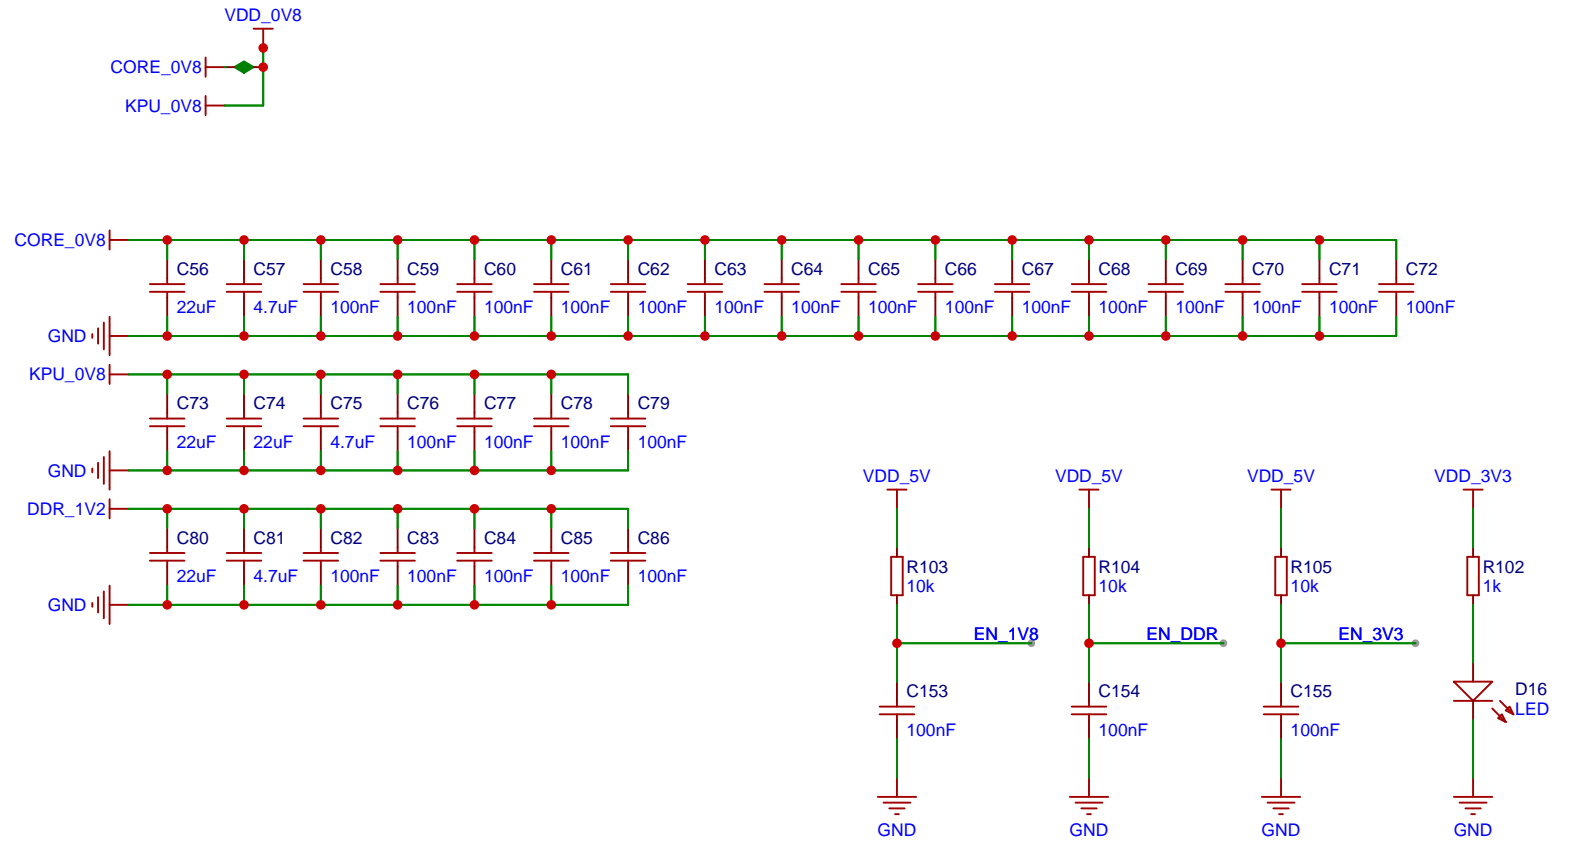 VDD_0V8
CORE_0V8
KPU_0V8
CORE_0V8
C56 C57 C58 C59 C60 C61 C62 C63 C64 C65 C66 C67 C68 C69 C70 C71 C72
22uF 4.7uF 100nF 100nF 100nF 100nF 100nF 100nF 100nF 100nF 100nF 100nF 100nF 100nF 100nF 100nF 100nF
GND
KPU_0V8
C73 C74 C75 C76 C77 C78 C79
22uF 22uF 4.7uF 100nF 100nF 100nF 100nF
GND
DDR_1V2
C80 C81 C82 C83 C84 C85 C86
22uF 4.7uF 100nF 100nF 100nF 100nF 100nF
GND
VDD_5V VDD_5V VDD_5V VDD_3V3
R103 R104 R105 R102
10k 10k 10k 1k
EN_1V8 EN_DDR EN_3V3
C153 C154 C155 D16
LED
100nF 100nF 100nF
GND GND GND GND